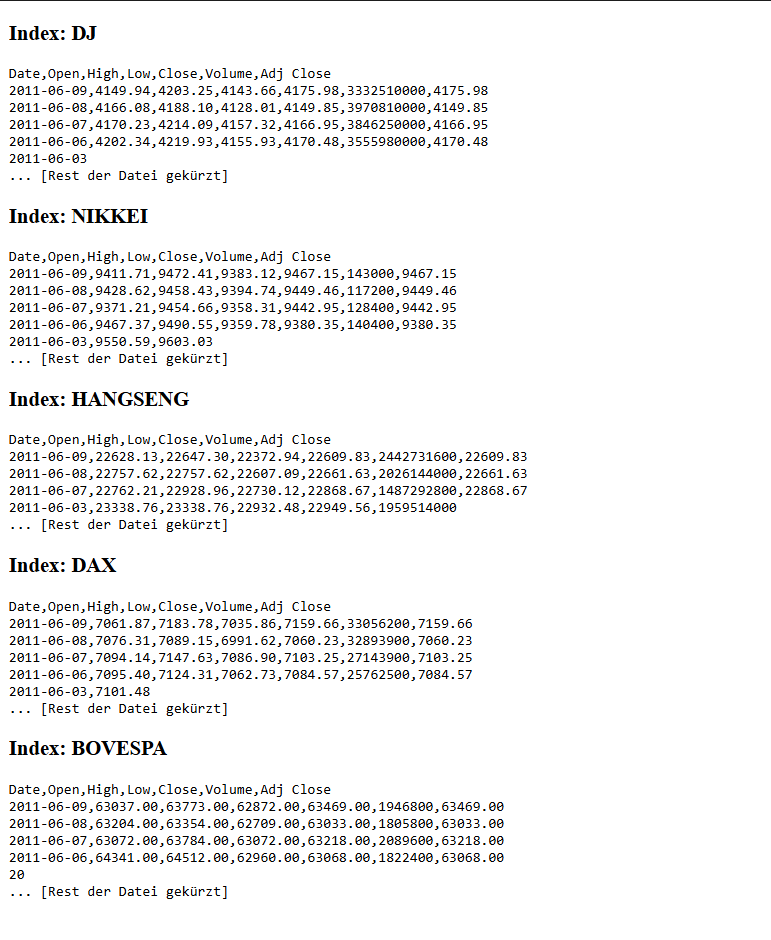 Index: DJ
Date,Open,High,Low,Close,Volume,Adj Close
2011-06-09,4149.94,4203.25,4143.66,4175.98,3332510000,4175.98
2011-06-08,4166.08,4188.10,4128.01,4149.85,3970810000,4149.85
2011-06-07,4170.23,4214.09,4157.32,4166.95,3846250000,4166.95
2011-06-06,4202.34,4219.93,4155.93,4170.48,3555980000,4170.48
2011-06-03
... [Rest der Datei gekürzt]
Index: NIKKEI
Date,Open,High,Low,Close,Volume,Adj Close
2011-06-09,9411.71,9472.41,9383.12,9467.15,143000,9467.15
2011-06-08,9428.62,9458.43,9394.74,9449.46,117200,9449.46
2011-06-07,9371.21,9454.66,9358.31,9442.95,128400,9442.95
2011-06-06,9467.37,9490.55,9359.78,9380.35,140400,9380.35
2011-06-03,9550.59,9603.03
... [Rest der Datei gekürzt]
Index: HANGSENG
Date,Open,High,Low,Close,Volume,Adj Close
2011-06-09,22628.13,22647.30,22372.94,22609.83,2442731600,22609.83
2011-06-08,22757.62,22757.62,22607.09,22661.63,2026144000,22661.63
2011-06-07,22762.21,22928.96,22730.12,22868.67,1487292800,22868.67
2011-06-03,23338.76,23338.76,22932.48,22949.56,1959514000
... [Rest der Datei gekürzt]
Index: DAX
Date,Open,High,Low,Close,Volume,Adj Close
2011-06-09,7061.87,7183.78,7035.86,7159.66,33056200,7159.66
2011-06-08,7076.31,7089.15,6991.62,7060.23,32893900,7060.23
2011-06-07,7094.14,7147.63,7086.90,7103.25,27143900,7103.25
2011-06-06,7095.40,7124.31,7062.73,7084.57,25762500,7084.57
2011-06-03,7101.48
... [Rest der Datei gekürzt]
Index: BOVESPA
Date,Open,High,Low,Close,Volume,Adj Close
2011-06-09,63037.00,63773.00,62872.00,63469.00,1946800,63469.00
2011-06-08,63204.00,63354.00,62709.00,63033.00,1805800,63033.00
2011-06-07,63072.00,63784.00,63072.00,63218.00,2089600,63218.00
2011-06-06,64341.00,64512.00,62960.00,63068.00,1822400,63068.00
20
... [Rest der Datei gekürzt]